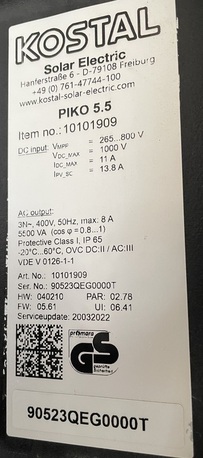 KOSTAL
Solar Electric
Hanferstraße 6 - D-79108 Freiburg
+49 (0) 761-47744-100
www.kostal-solar-electric.com
PIKO 5.5
Item no.: 10101909
DC input: VMPP = 265...800 V
VDC_MAX = 1000 V
IDC_MAX = 11 A
IPV_SC = 13.8 A
AC output:
3N~, 400V, 50Hz, max. 8 A
5500 VA (cos φ = 0.8...1)
Protective Class I, IP 65
-20°C...60°C, OVC DC:II / AC:III
VDE V 0126-1-1
Art. No.: 10101909
Ser. No.: 90523QEG0000T
HW: 040210 PAR: 02.78
FW: 05.61 UI: 06.41
Serviceupdate: 20032022
GS
geprüfte
Sicherheit
90523QEG0000T